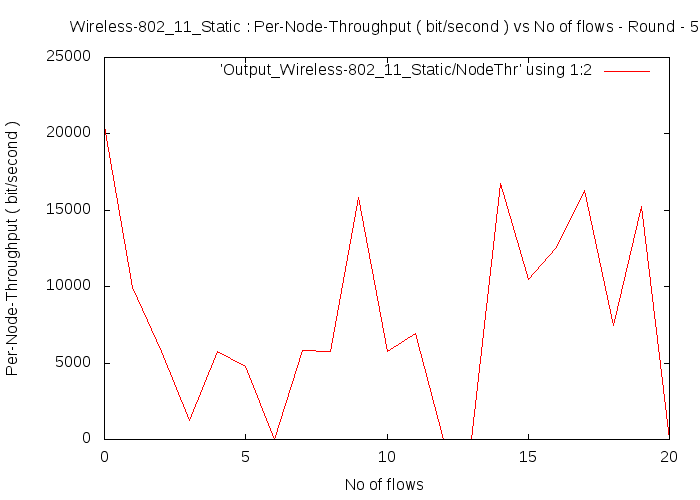 Wireless-802_11_Static : Per-Node-Throughput ( bit/second ) vs No of flows - Round - 5
25000
'Output_Wireless-802_11_Static/NodeThr' using 1:2
20000
15000
10000
5000
0
Per-Node-Throughput ( bit/second )
0 5 10 15 20
No of flows